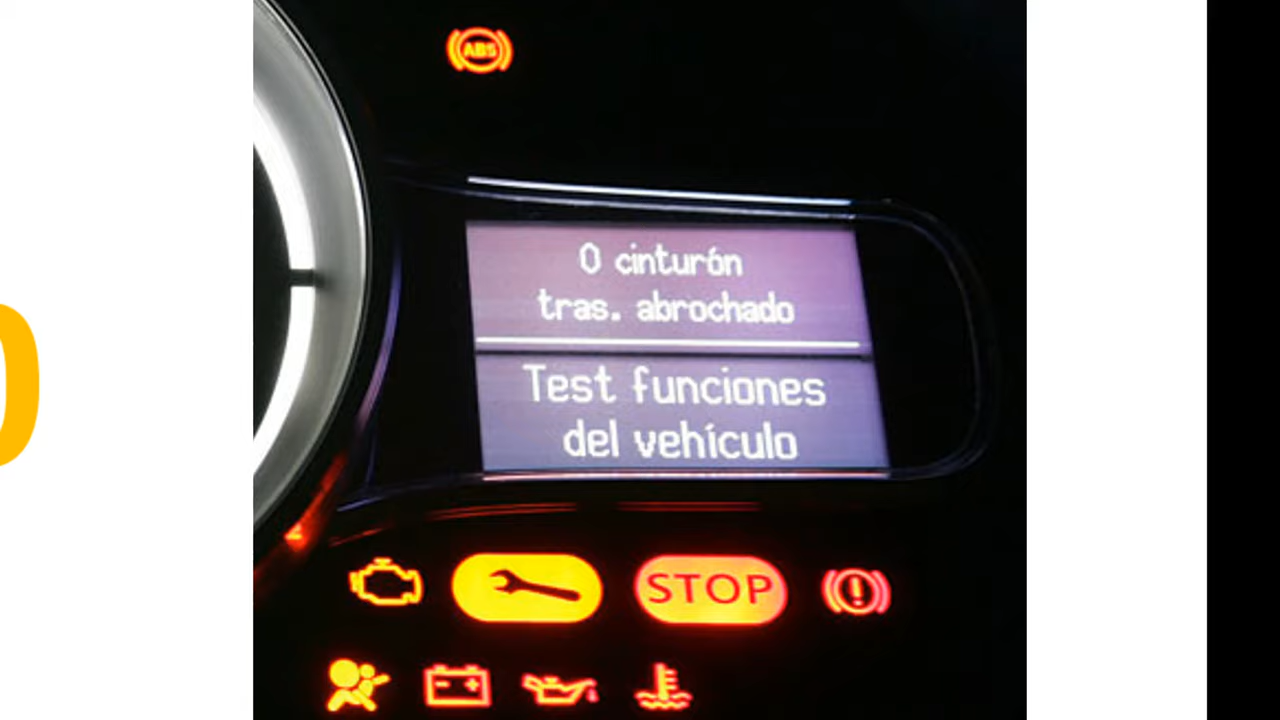 ABS
0 cinturón
tras. abrochado
Test funciones
del vehículo
STOP